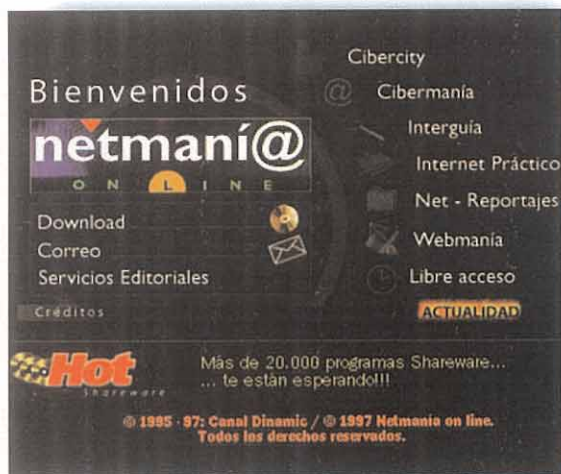 Bienvenidos
netmaní@
ON LINE
Download
Correo
Servicios Editoriales
Créditos
Cibercity
Cibermanía
Interguía
Internet Práctico
Net - Reportajes
Webmanía
Libre acceso
ACTUALIDAD
Hot
Shareware
Más de 20.000 programas Shareware...
... te están esperando!!!
© 1995 - 97: Canal Dinamic / © 1997 Netmanía on line.
Todos los derechos reservados.